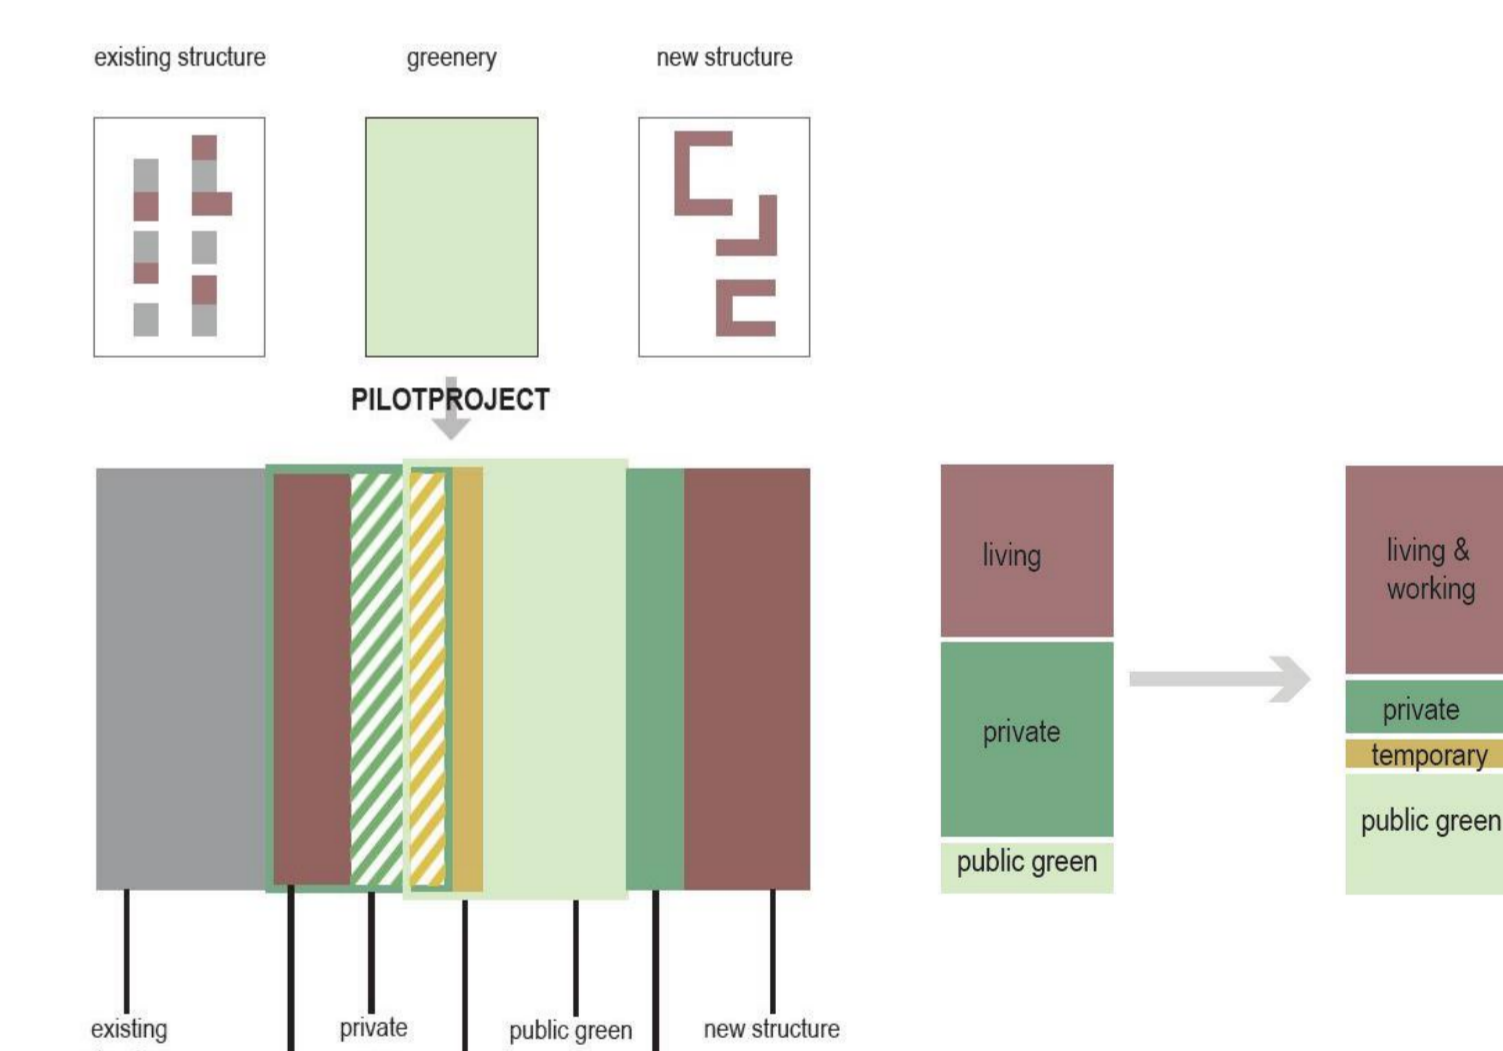 existing structure
greenery
new structure
PILOTPROJECT
living
private
public green
living &
working
private
temporary
public green
existing
private
public green
new structure